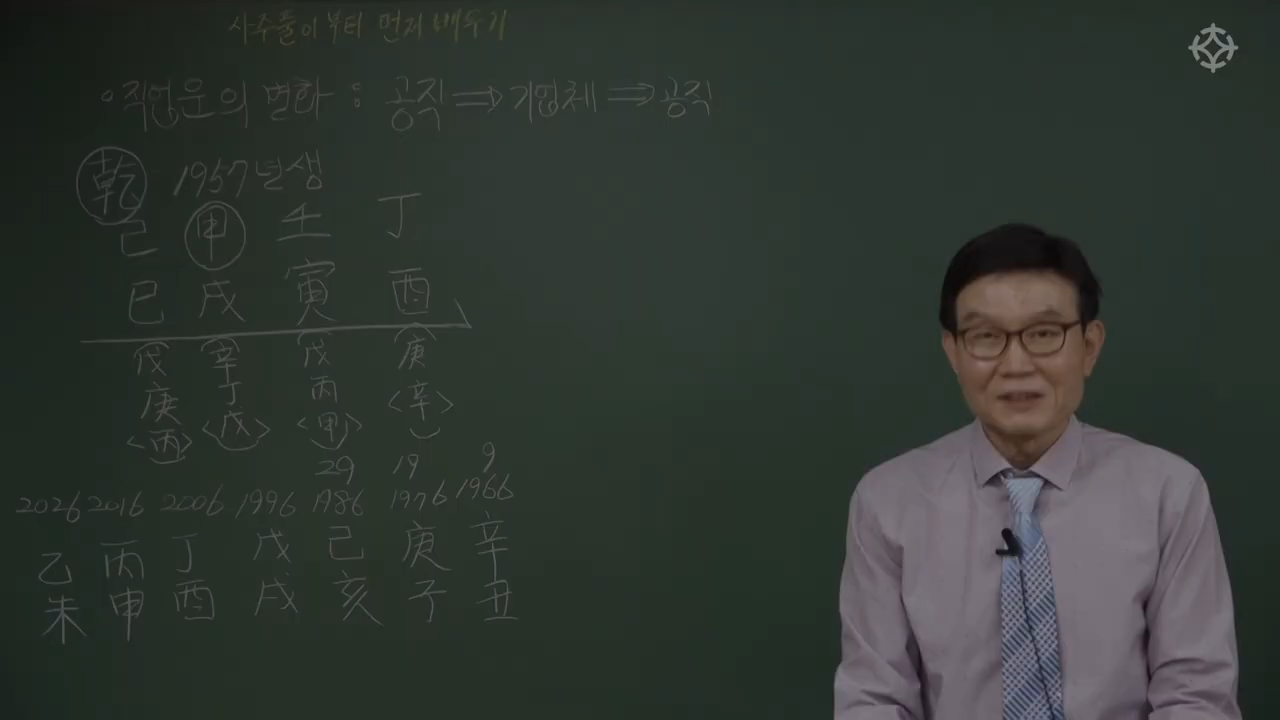 사주풀이부터 먼저 배우기
○직업운의 변화 : 공직 ⇒ 기업체 ⇒ 공직
乾 1957년생
己 甲 壬 丁
巳 戌 寅 酉
戊 辛 戊 庚
庚 丁 丙 <辛>
<丙> <戊> <甲>
29 19 9
2026 2016 2006 1996 1986 1976 1966
乙 丙 丁 戊 己 庚 辛
未 申 酉 戌 亥 子 丑